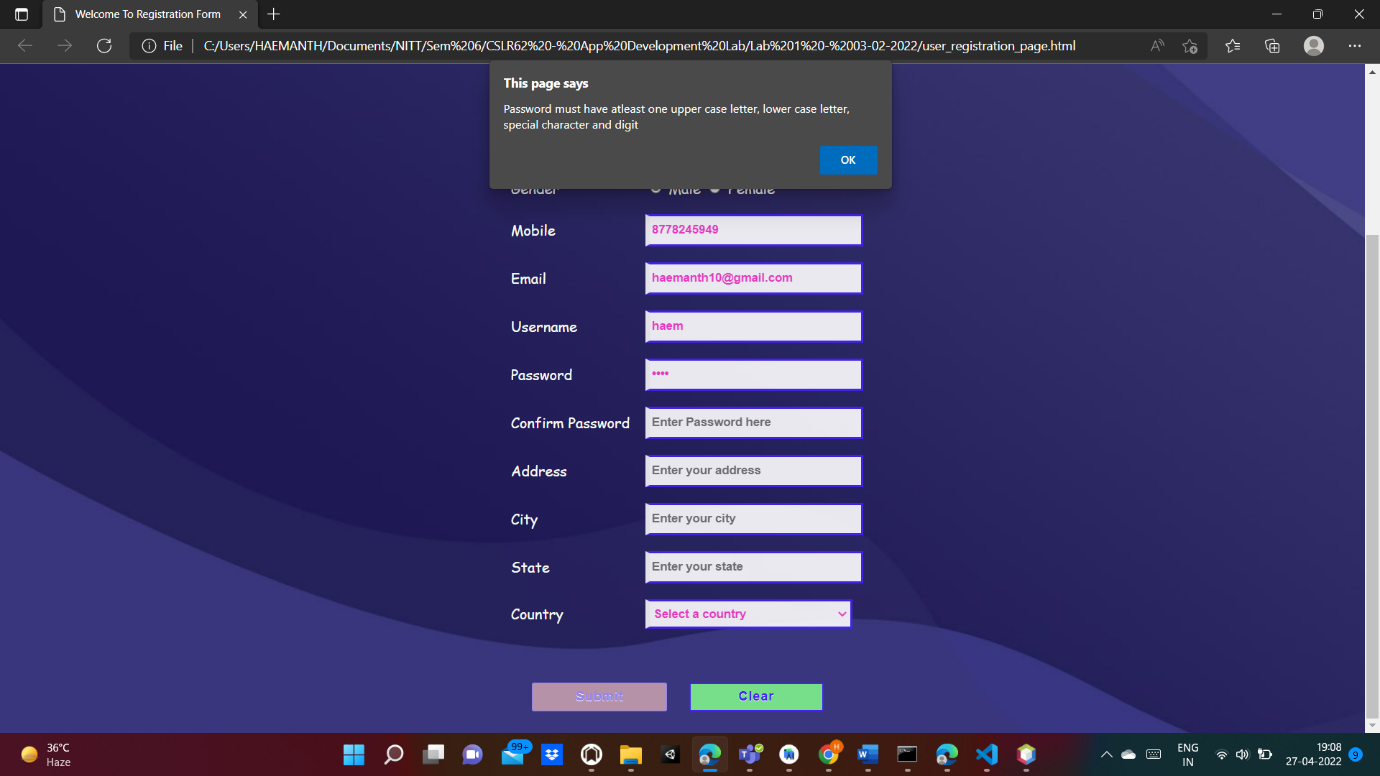 Welcome To Registration Form
File
C:/Users/HAEMANTH/Documents/NITT/Sem%206/CSLR62%20-%20App%20Development%20Lab/Lab%201%20-%2003-02-2022/user_registration_page.html
This page says
Password must have atleast one upper case letter, lower case letter,
special character and digit
OK
Gender Male Female
Mobile 8778245949
Email haemanth10@gmail.com
Username haem
Password ••••
Confirm Password Enter Password here
Address Enter your address
City Enter your city
State Enter your state
Country Select a country
Submit Clear
36°C
Haze
99+
ENG
IN
19:08
27-04-2022
9